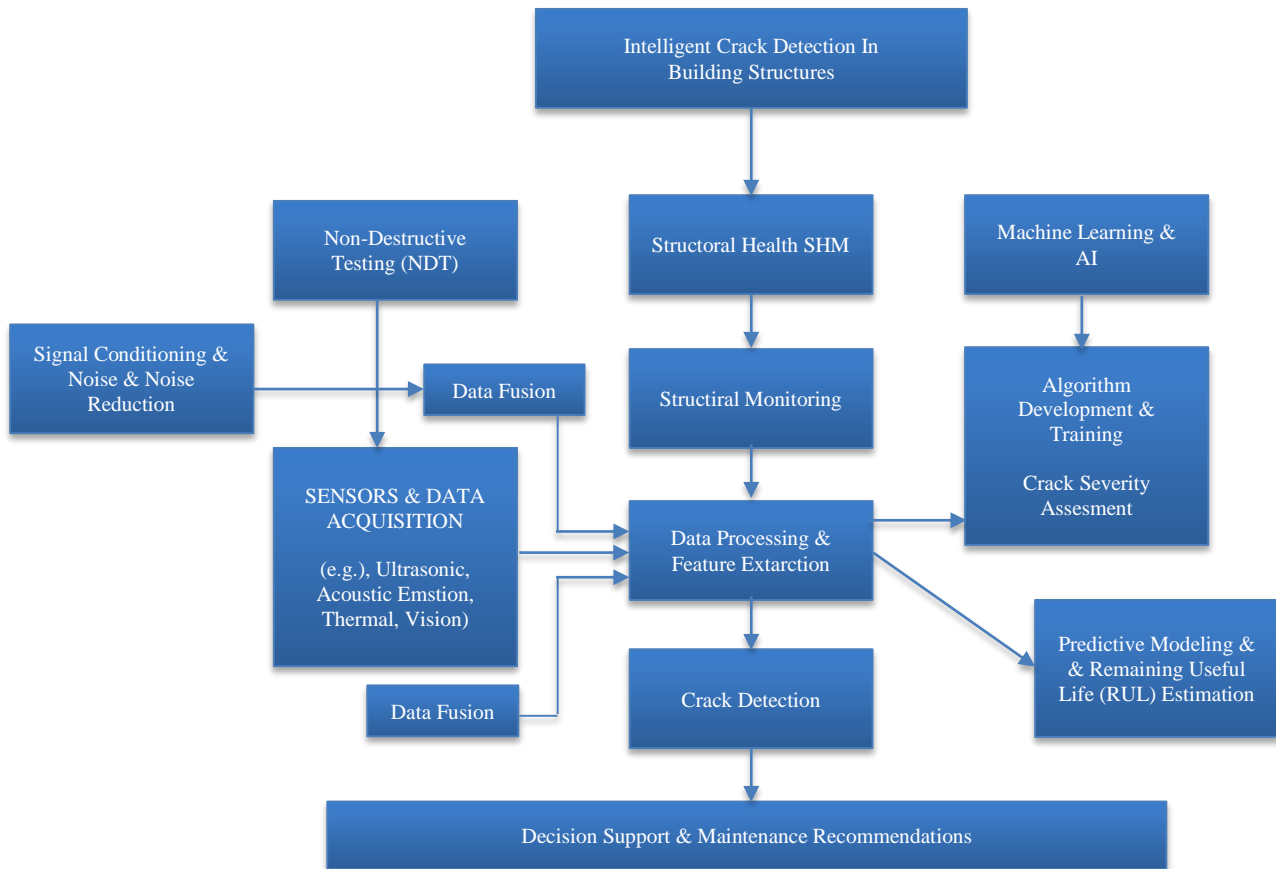 Intelligent Crack Detection In
Building Structures
Non-Destructive
Testing (NDT)
Structoral Health SHM
Machine Learning &
AI
Signal Conditioning &
Noise & Noise
Reduction
Data Fusion
Structiral Monitoring
Algorithm
Development &
Training
Crack Severity
Assesment
SENSORS & DATA
ACQUISITION
(e.g.), Ultrasonic,
Acoustic Emstion,
Thermal, Vision)
Data Processing &
Feature Extarction
Predictive Modeling &
& Remaining Useful
Life (RUL) Estimation
Data Fusion
Crack Detection
Decision Support & Maintenance Recommendations